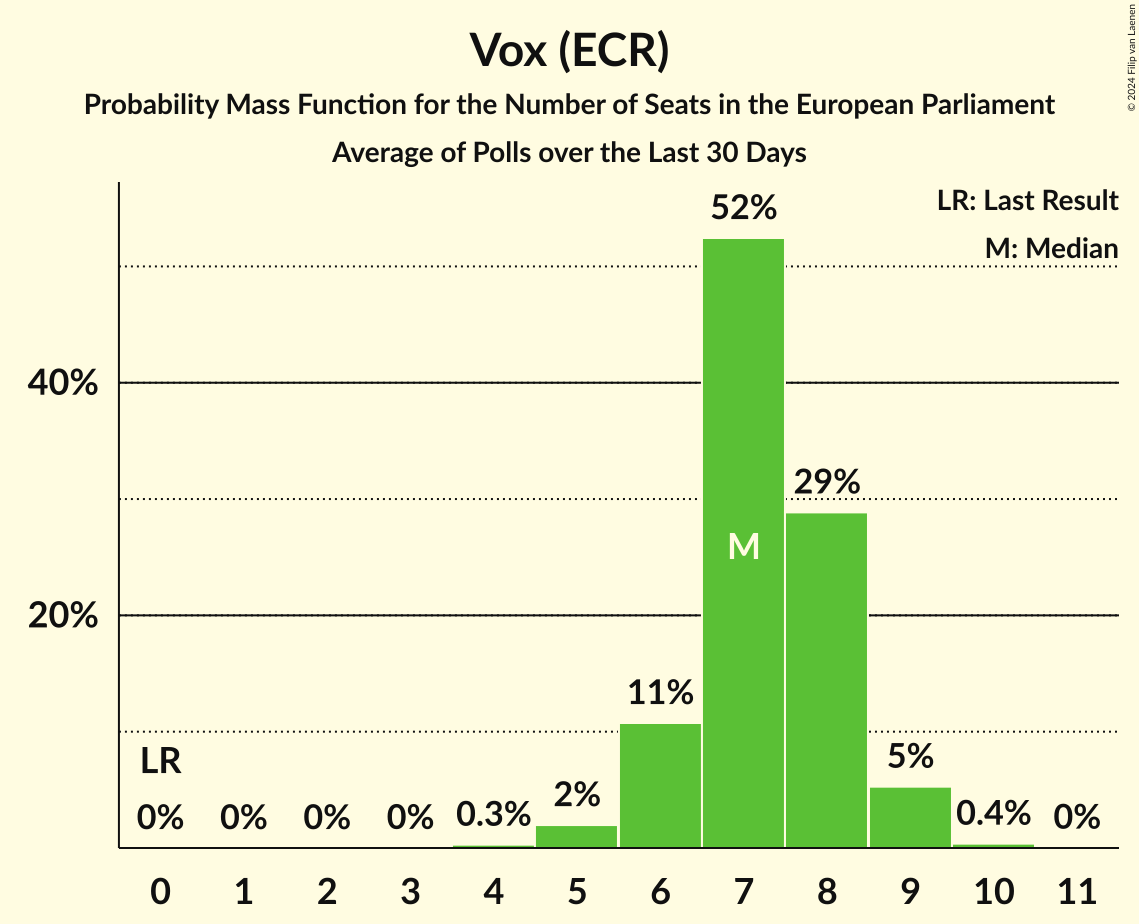 Vox (ECR)
Probability Mass Function for the Number of Seats in the European Parliament
Average of Polls over the Last 30 Days
© 2024 Filip van Laenen
LR: Last Result
M: Median
52%
40%
29%
M
20%
11%
LR
5%
2%
0% 0% 0% 0% 0.3% 0.4% 0%
0 1 2 3 4 5 6 7 8 9 10 11